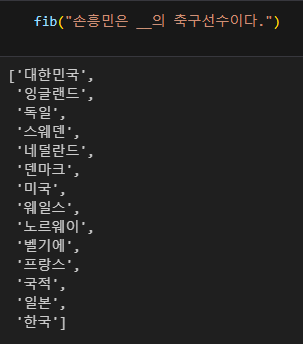 fib("손흥민은 __의 축구선수이다.")
['대한민국',
'잉글랜드',
'독일',
'스웨덴',
'네덜란드',
'덴마크',
'미국',
'웨일스',
'노르웨이',
'벨기에',
'프랑스',
'국적',
'일본',
'한국']